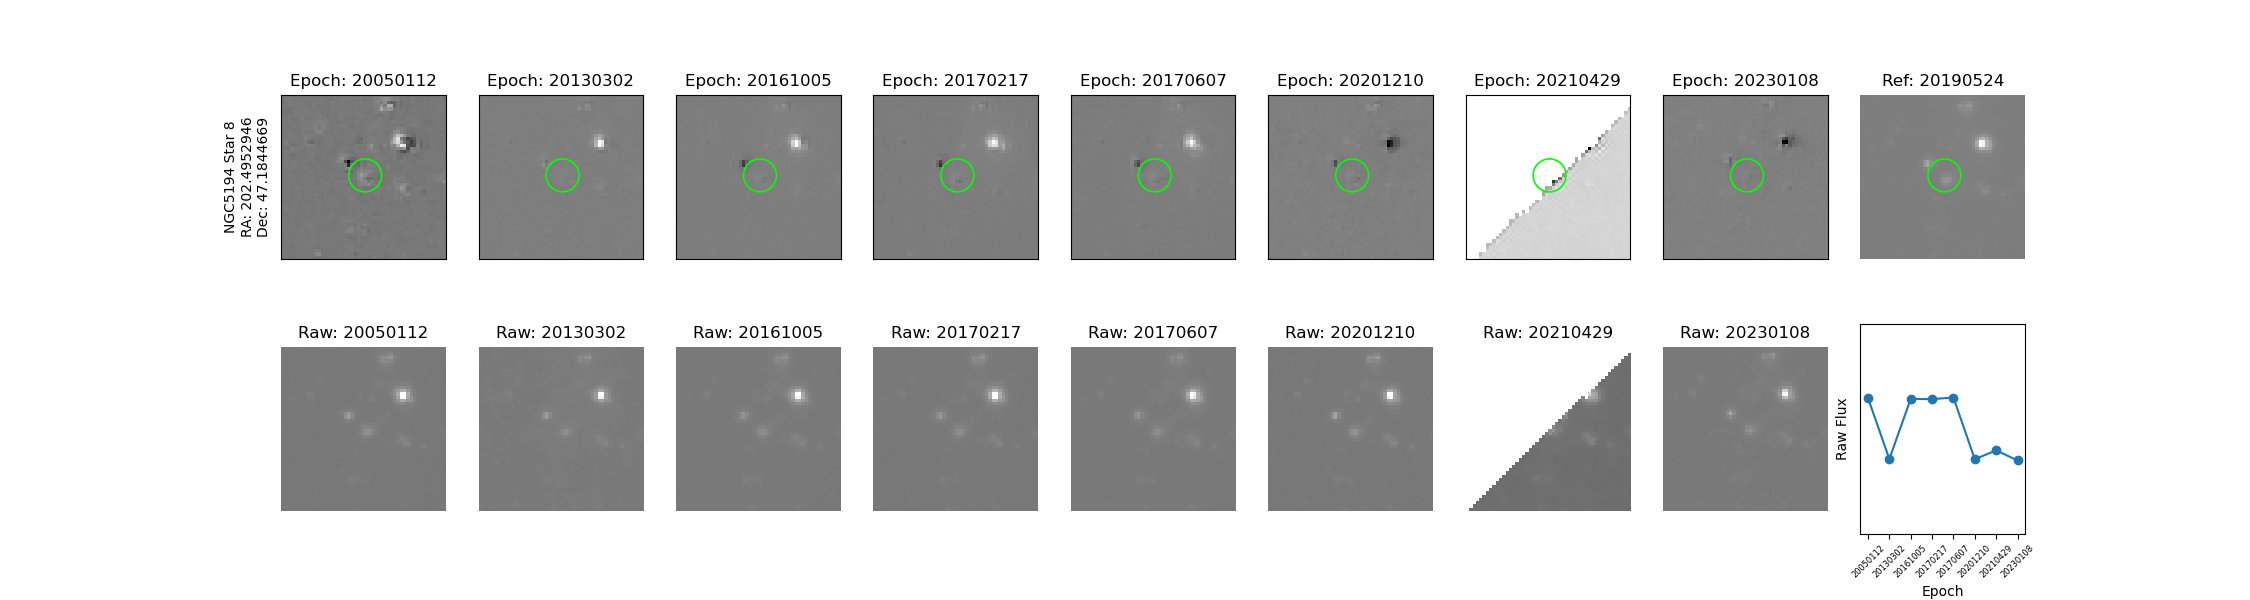 Epoch: 20050112
Epoch: 20130302
Epoch: 20161005
Epoch: 20170217
Epoch: 20170607
Epoch: 20201210
Epoch: 20210429
Epoch: 20230108
Ref: 20190524
NGC5194 Star 8
RA: 202.4952946
Dec: 47.1844669
Raw: 20050112
Raw: 20130302
Raw: 20161005
Raw: 20170217
Raw: 20170607
Raw: 20201210
Raw: 20210429
Raw: 20230108
Raw Flux
20050112
20130302
20161005
20170217
20170607
20201210
20210429
20230108
Epoch